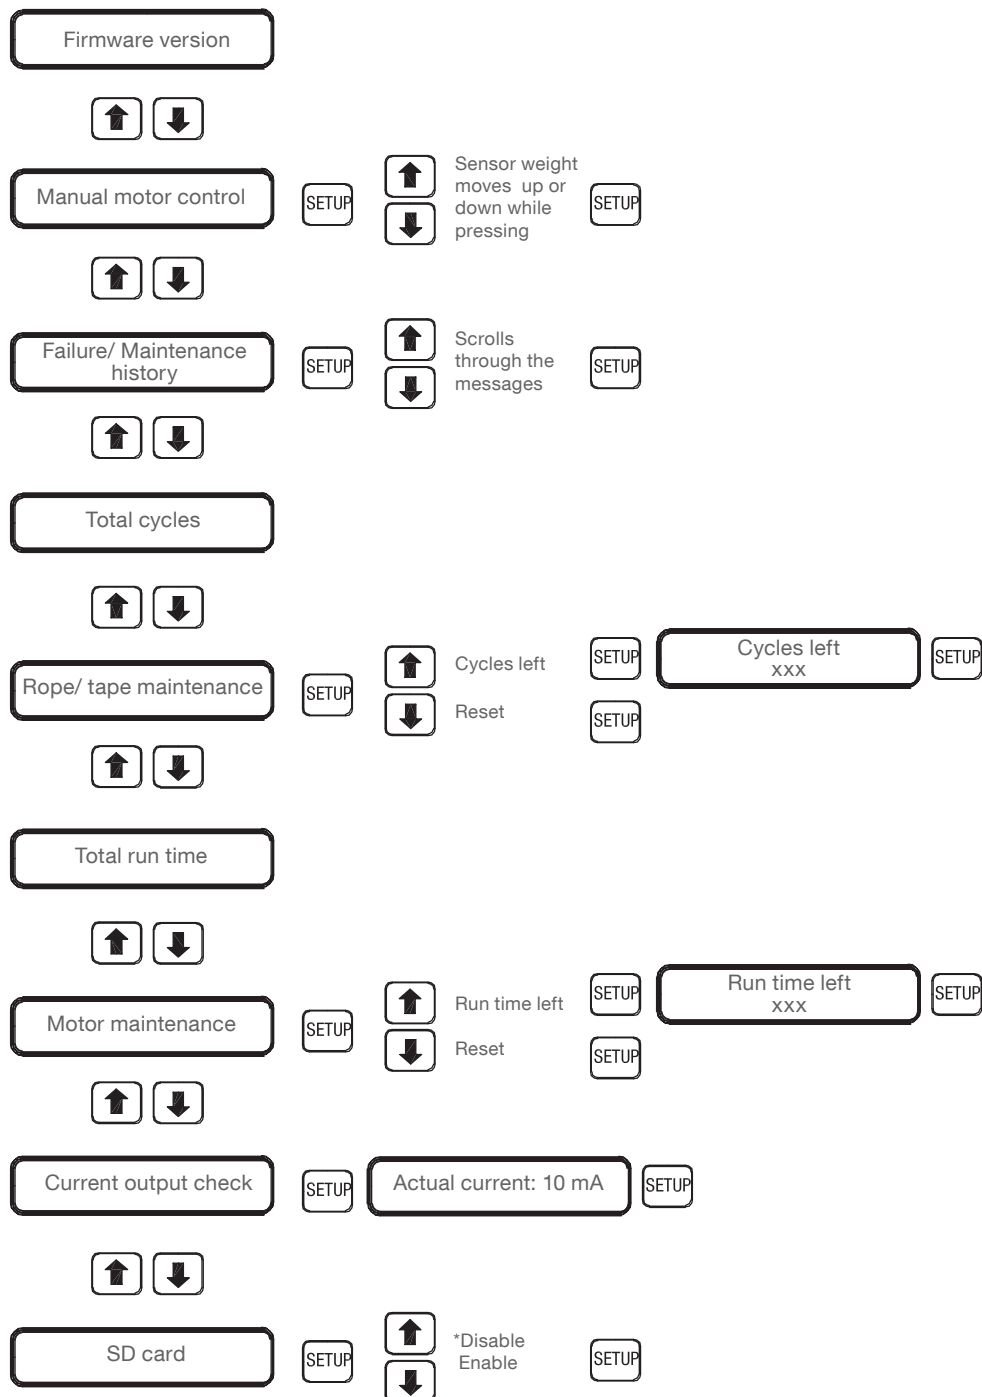 Firmware version
Manual motor control
SETUP
Sensor weight
moves up or
down while
pressing
SETUP
Failure/ Maintenance
history
SETUP
Scrolls
through the
messages
SETUP
Total cycles
Rope/ tape maintenance
SETUP
Cycles left
SETUP
Cycles left
xxx
SETUP
Reset
SETUP
Total run time
Motor maintenance
SETUP
Run time left
SETUP
Run time left
xxx
SETUP
Reset
SETUP
Current output check
SETUP
Actual current: 10 mA
SETUP
SD card
SETUP
*Disable
Enable
SETUP